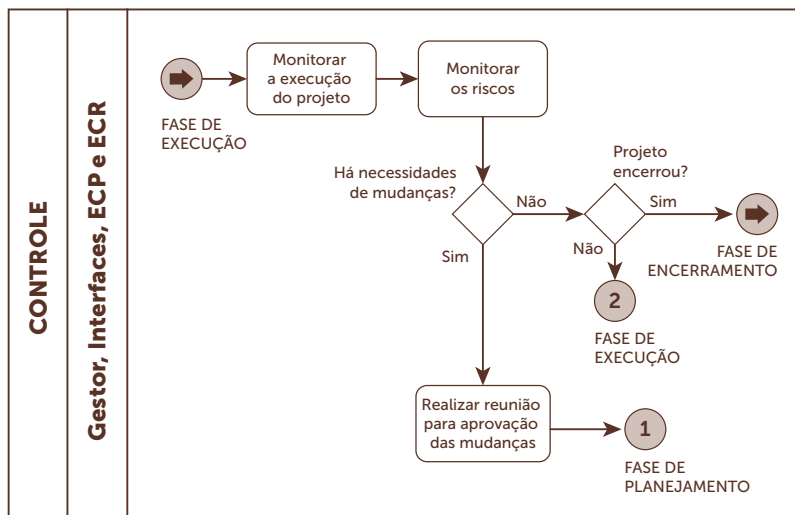 CONTROLE
Gestor, Interfaces, ECP e ECR
FASE DE
EXECUÇÃO
Monitorar
a execução
do projeto
Monitorar
os riscos
Há necessidades
de mudanças?
Não
Sim
Projeto
encerrou?
Sim
Não
FASE DE
ENCERRAMENTO
2
FASE DE
EXECUÇÃO
Realizar reunião
para aprovação
das mudanças
1
FASE DE
PLANEJAMENTO